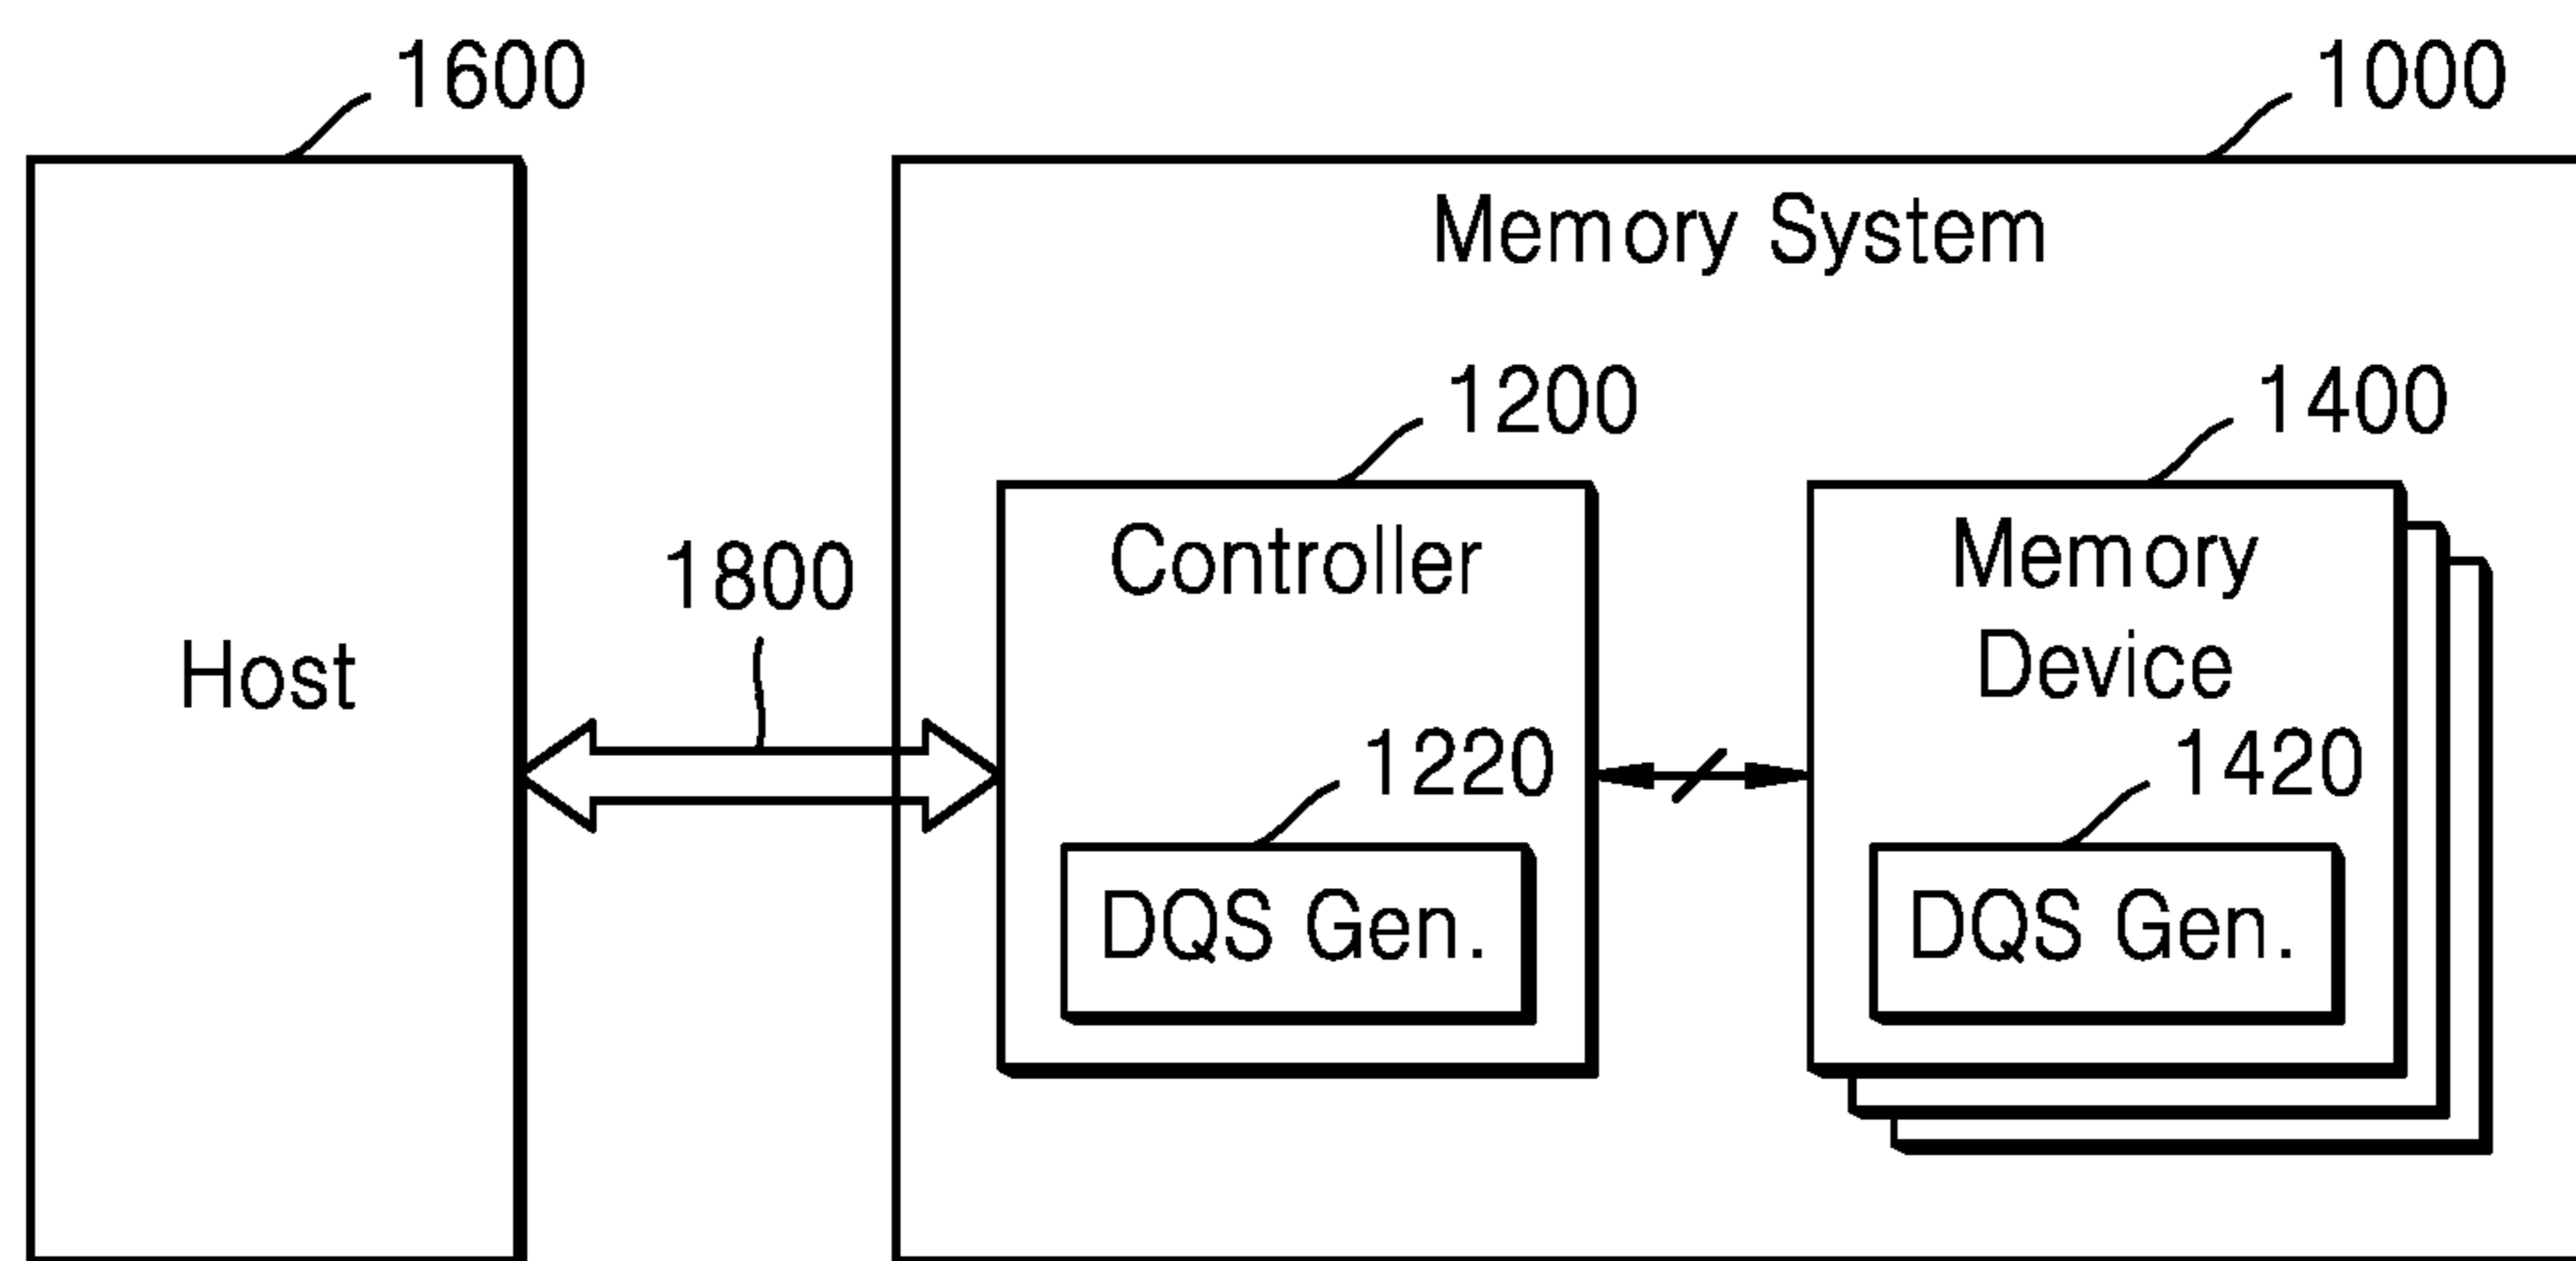 1600
1000
Memory System
1200
1400
Controller
Memory
Device
1800
Host
1220
1420
DQS Gen.
DQS Gen.